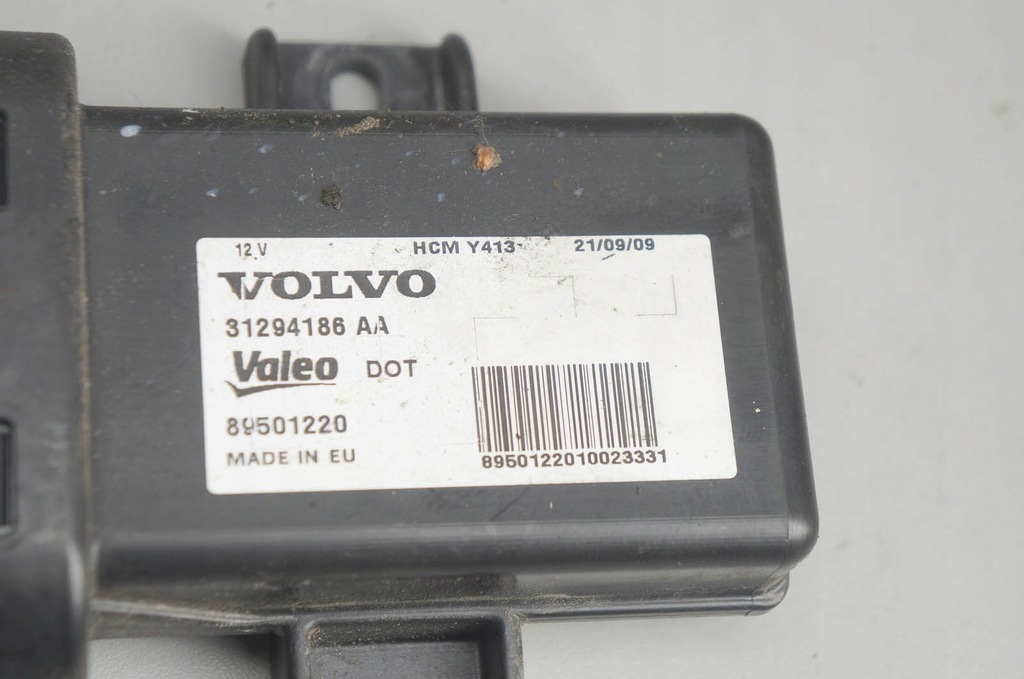 12 V HCM Y413 21/09/09
VOLVO
31294186 AA
Valeo DOT
89501220
MADE IN EU
8950122010023331